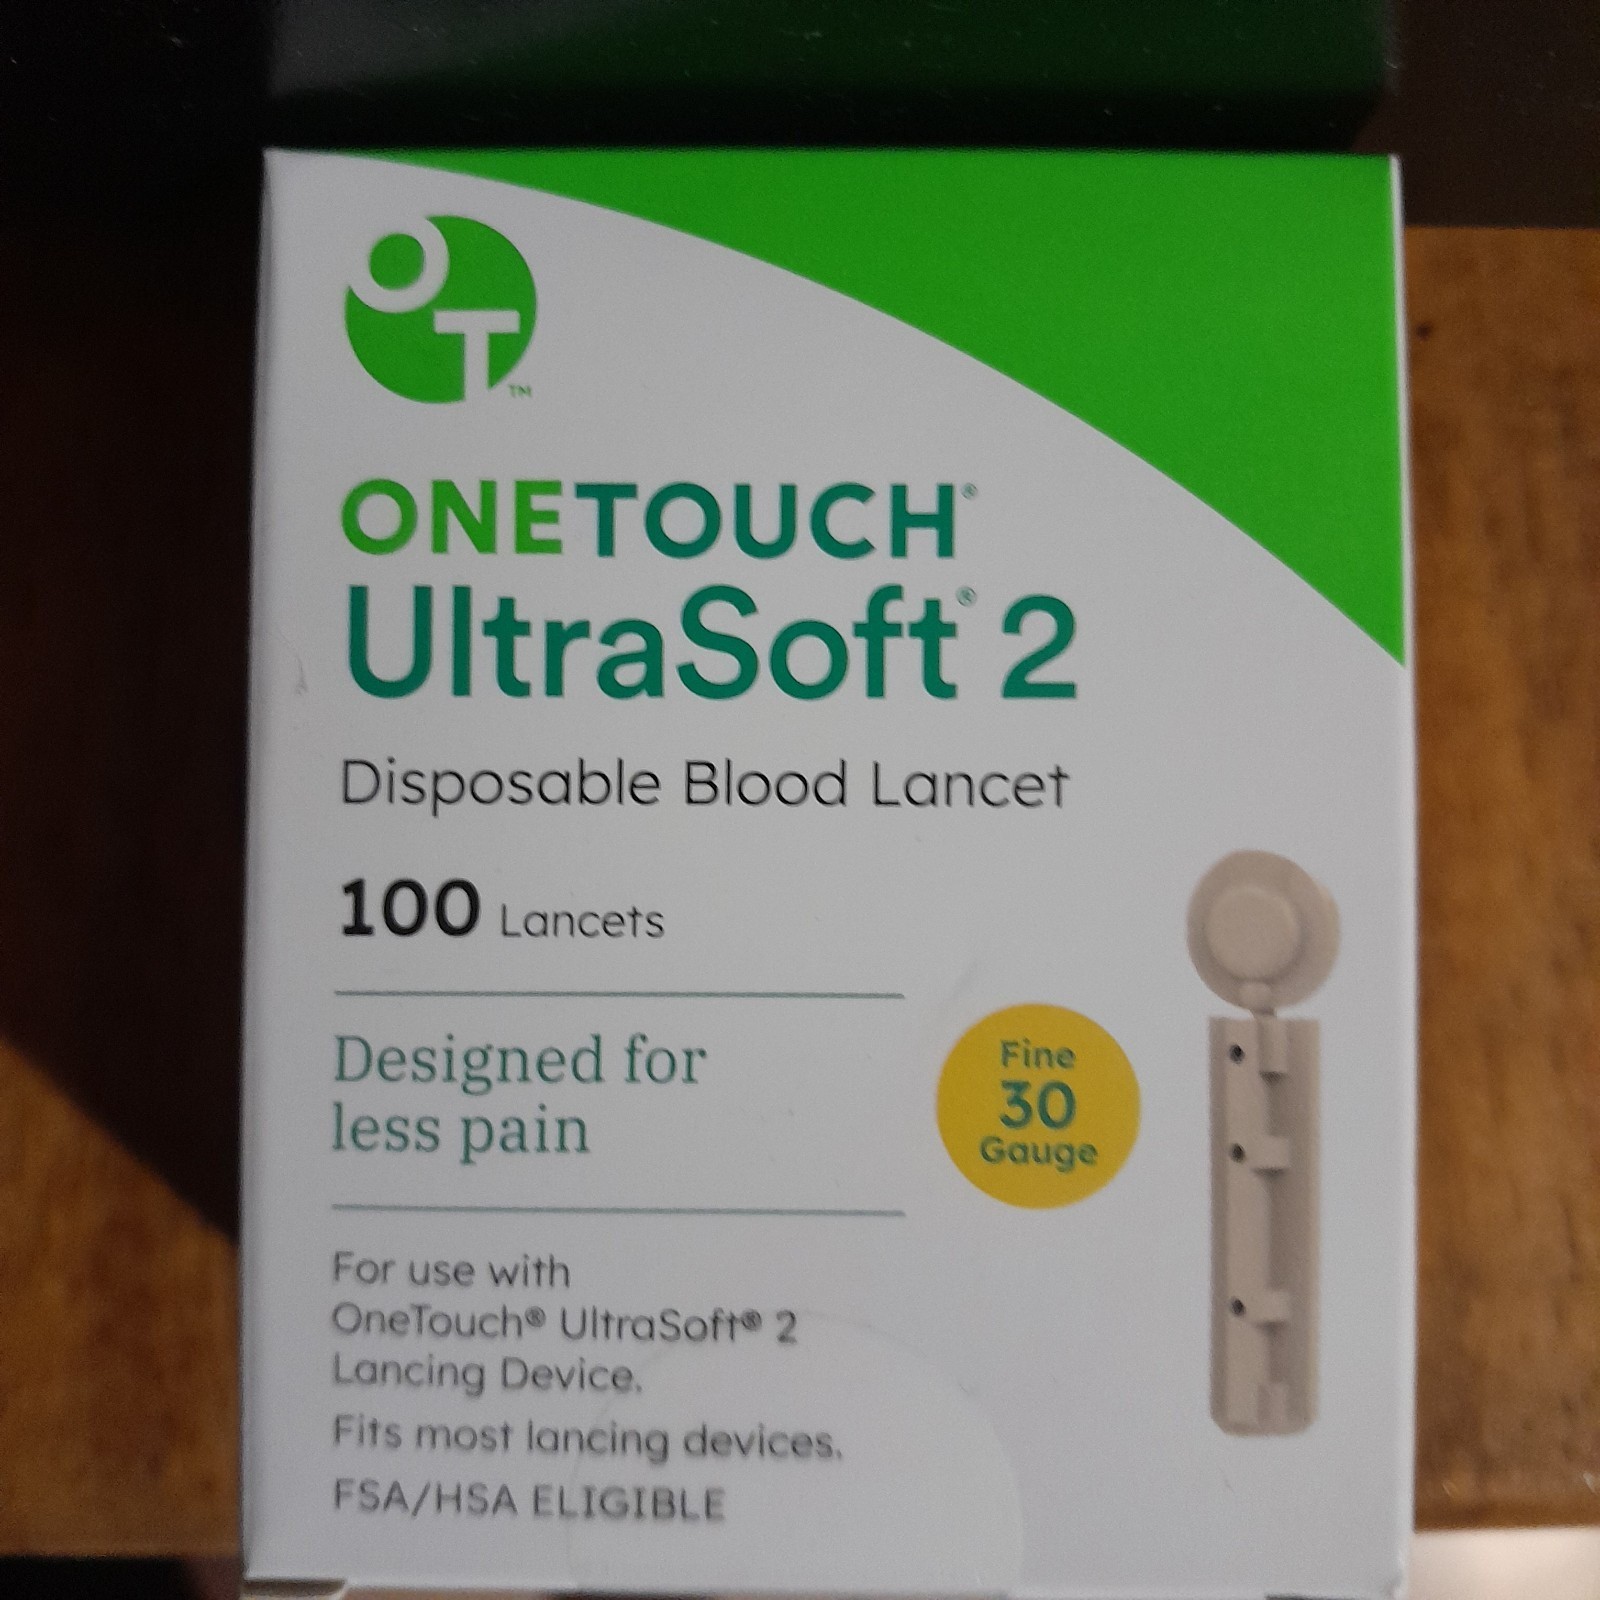 OT™
ONETOUCH®
UltraSoft® 2
Disposable Blood Lancet
100 Lancets
Designed for
less pain
Fine
30
Gauge
For use with
OneTouch® UltraSoft® 2
Lancing Device.
Fits most lancing devices.
FSA/HSA ELIGIBLE